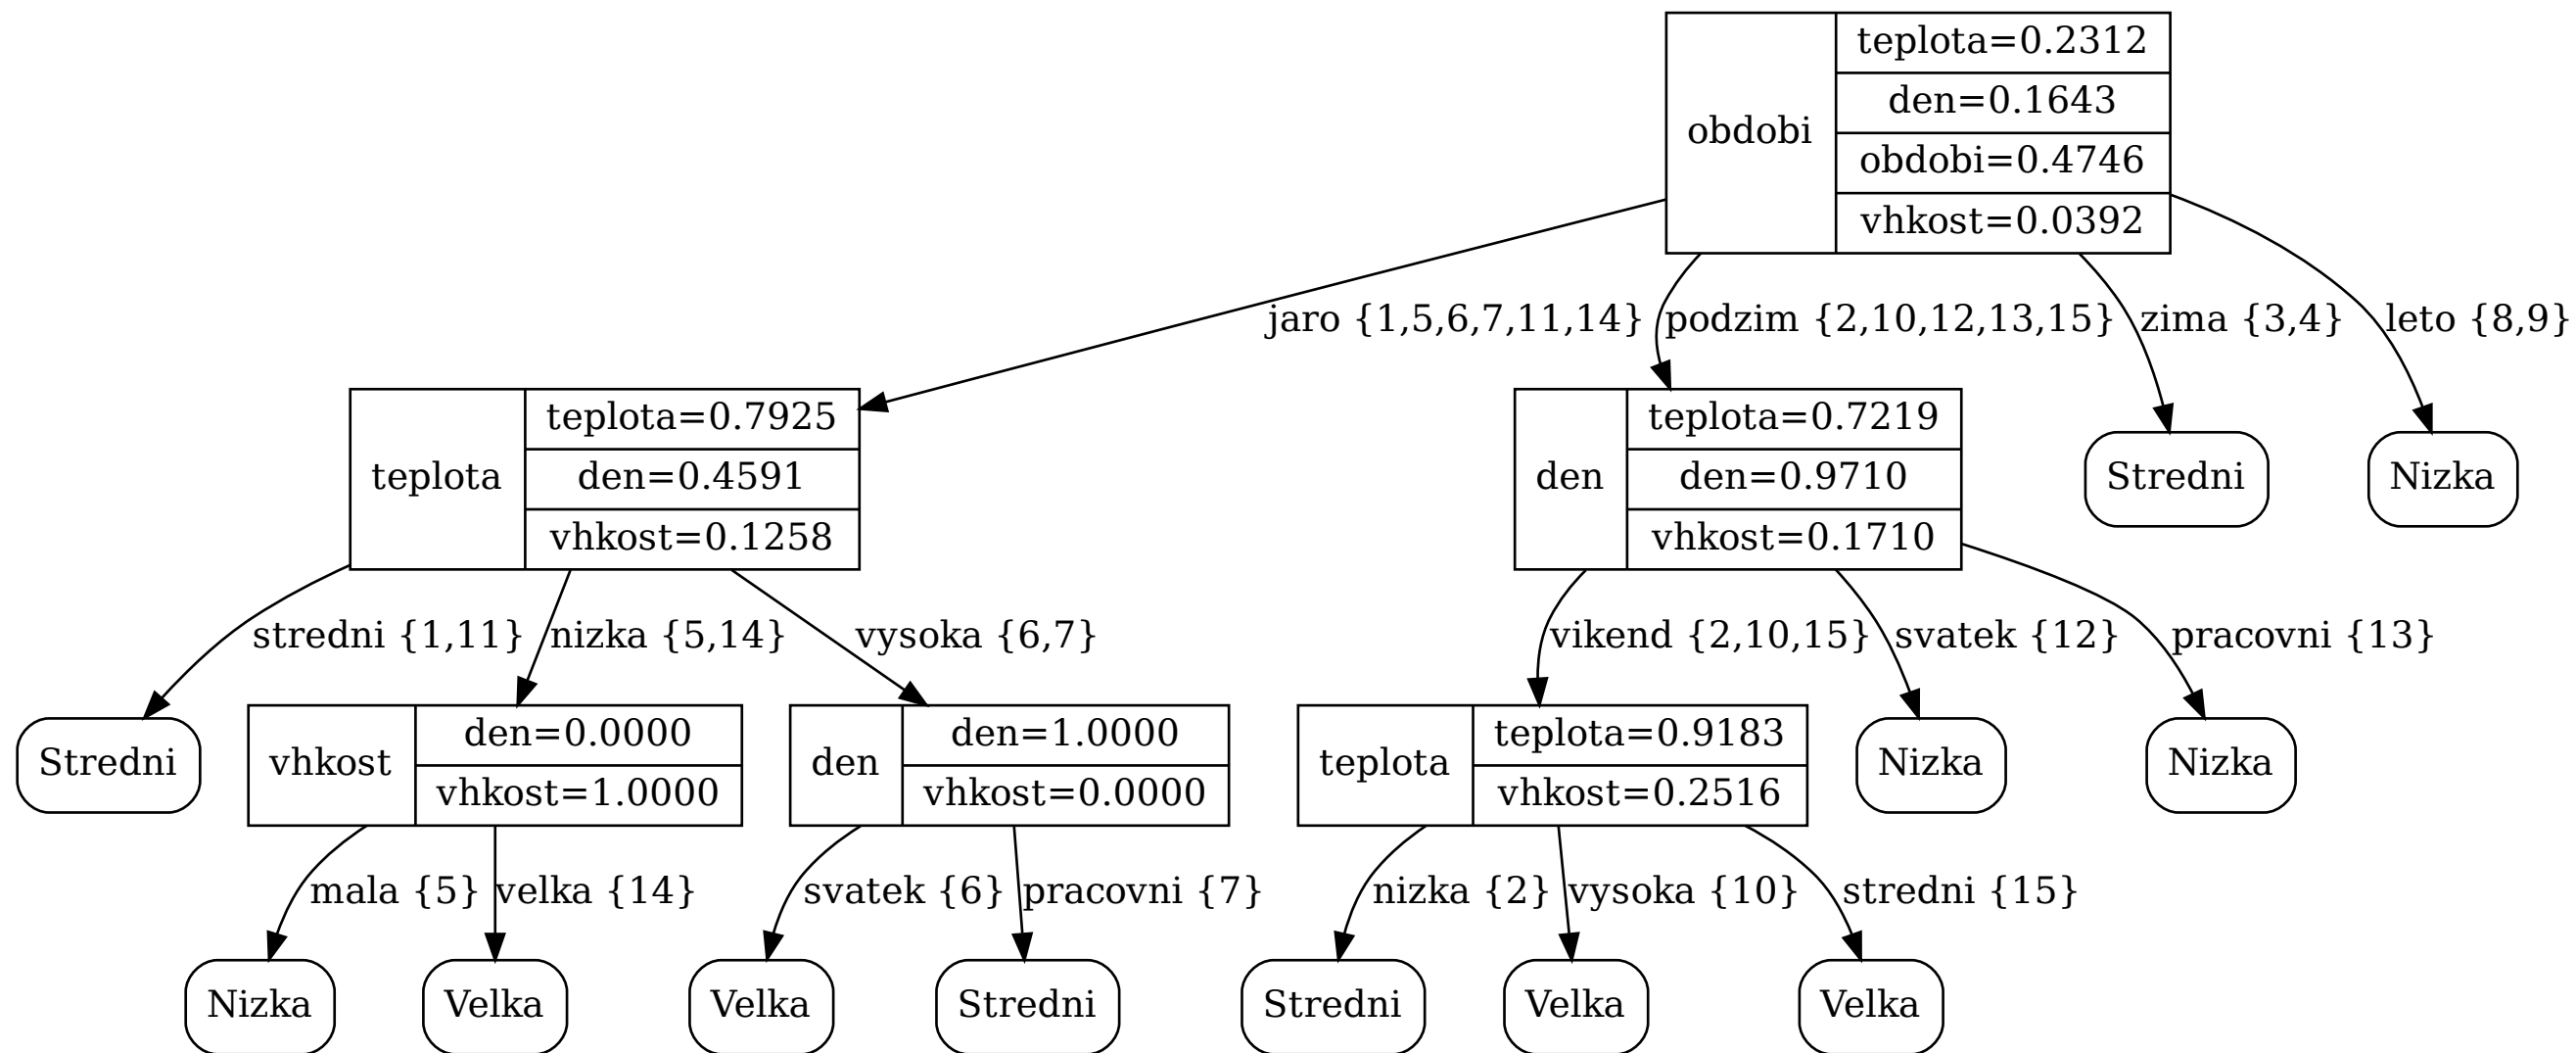 obdobi
teplota=0.2312
den=0.1643
obdobi=0.4746
vhkost=0.0392
jaro {1,5,6,7,11,14}
podzim {2,10,12,13,15}
zima {3,4}
leto {8,9}
teplota
teplota=0.7925
den=0.4591
vhkost=0.1258
den
teplota=0.7219
den=0.9710
vhkost=0.1710
Stredni
Nizka
stredni {1,11}
nizka {5,14}
vysoka {6,7}
vikend {2,10,15}
svatek {12}
pracovni {13}
Stredni
vhkost
den=0.0000
vhkost=1.0000
den
den=1.0000
vhkost=0.0000
teplota
teplota=0.9183
vhkost=0.2516
Nizka
Nizka
mala {5}
velka {14}
svatek {6}
pracovni {7}
nizka {2}
vysoka {10}
stredni {15}
Nizka
Velka
Velka
Stredni
Stredni
Velka
Velka